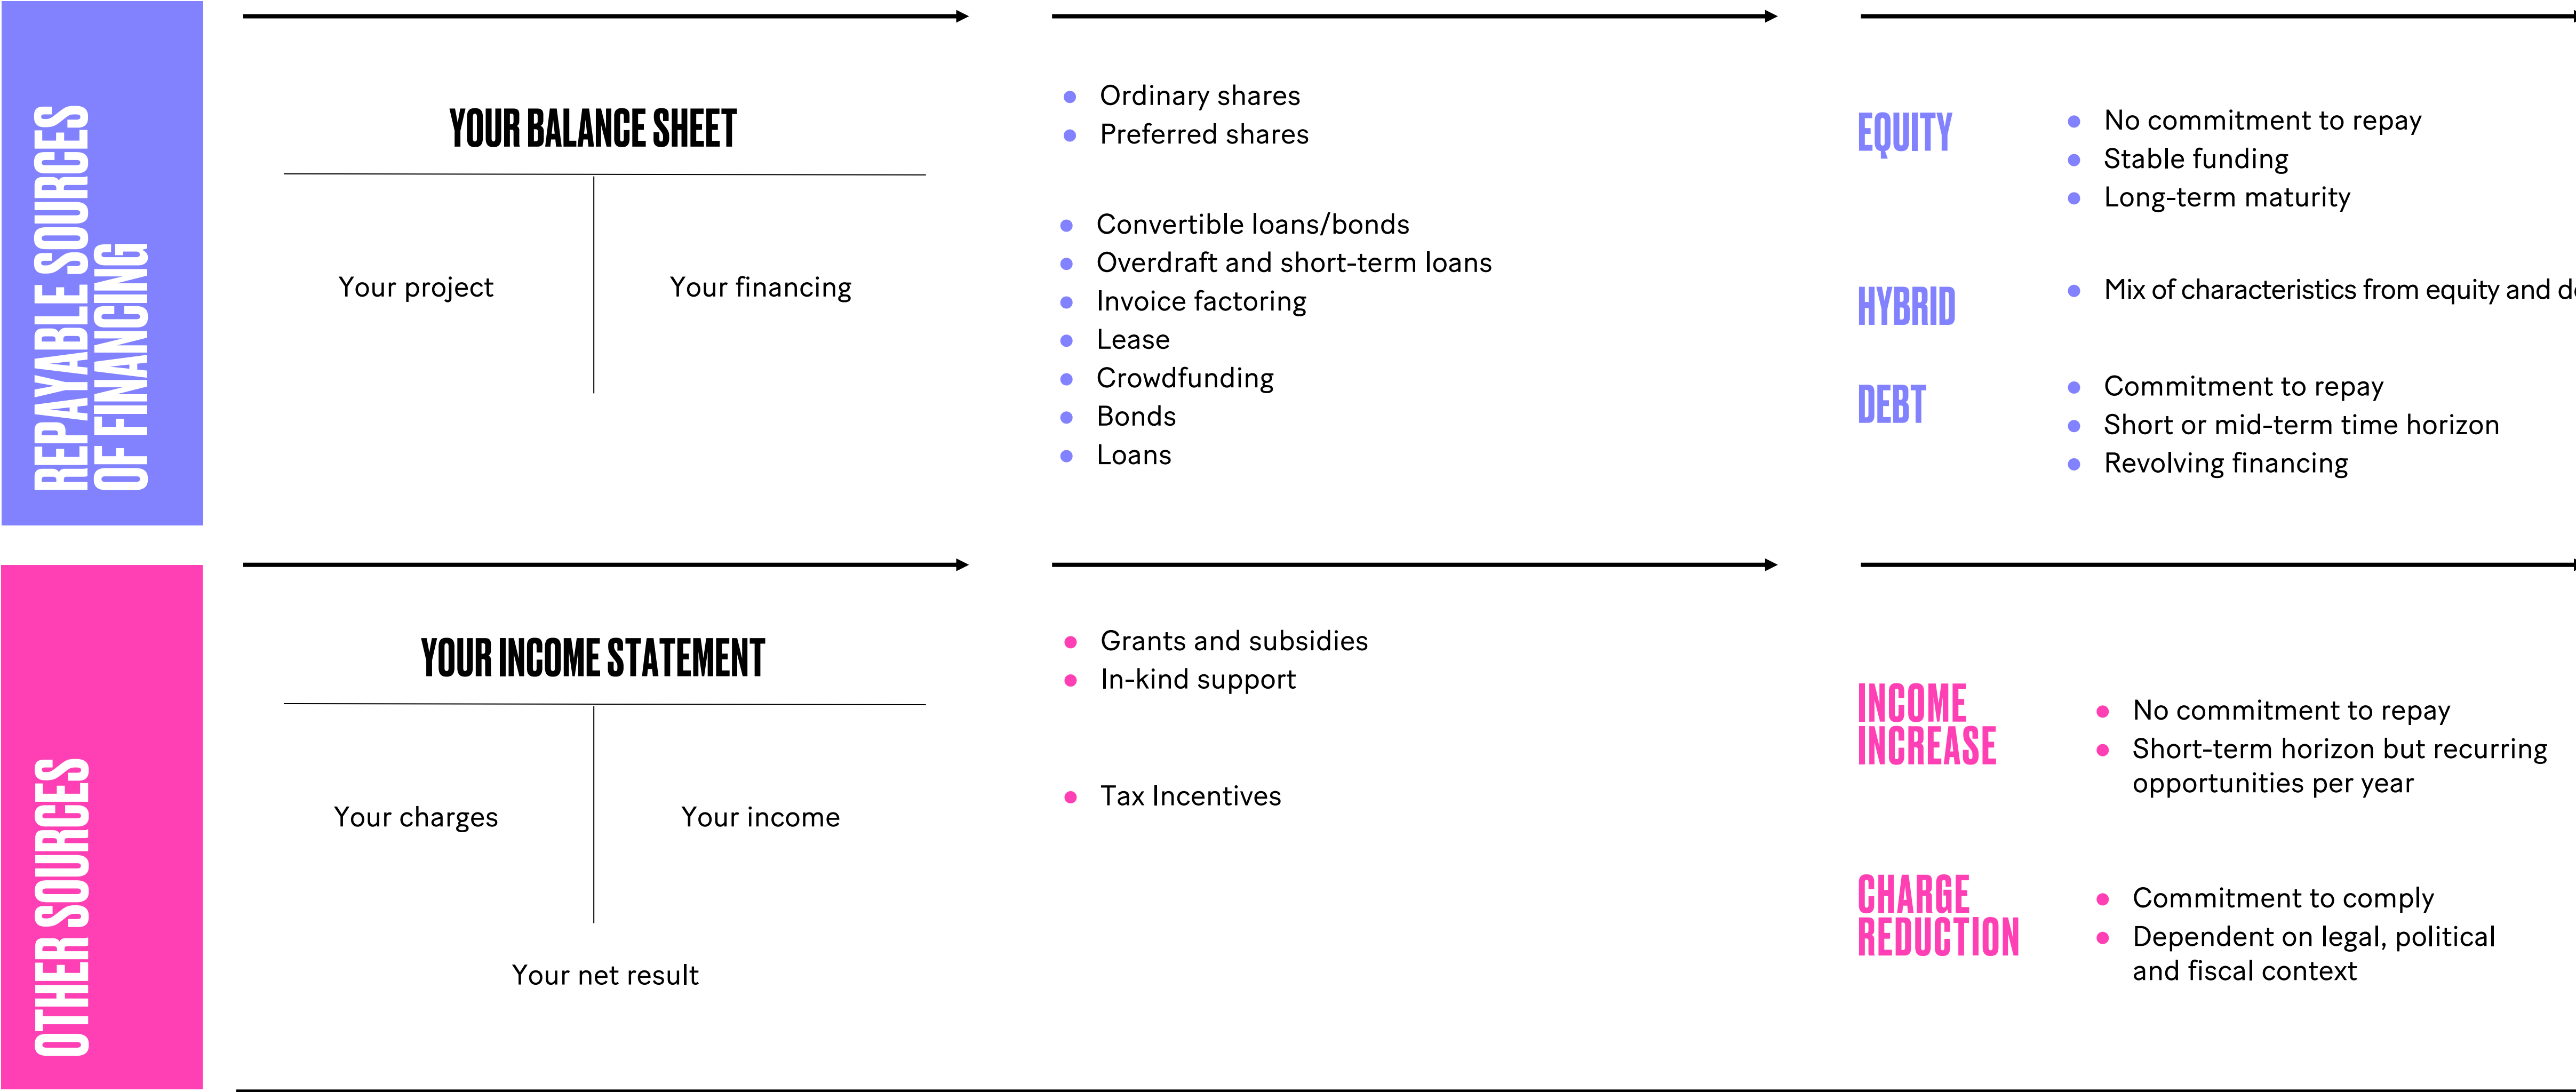 REPAYABLE SOURCES
OF FINANCING
YOUR BALANCE SHEET
Your project
Your financing
Ordinary shares
Preferred shares
Convertible loans/bonds
Overdraft and short-term loans
Invoice factoring
Lease
Crowdfunding
Bonds
Loans
EQUITY
No commitment to repay
Stable funding
Long-term maturity
HYBRID
Mix of characteristics from equity and
DEBT
Commitment to repay
Short or mid-term time horizon
Revolving financing
OTHER SOURCES
YOUR INCOME STATEMENT
Your charges
Your income
Your net result
Grants and subsidies
In-kind support
Tax Incentives
INCOME
INCREASE
No commitment to repay
Short-term horizon but recurring
opportunities per year
CHARGE
REDUCTION
Commitment to comply
Dependent on legal, political
and fiscal context